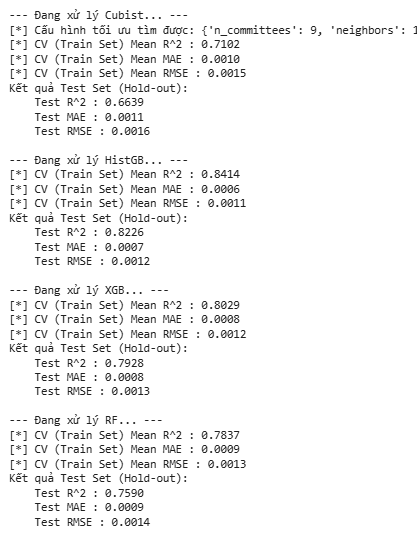 --- Đang xử lý Cubist... ---
[*] Cấu hình tối ưu tìm được: {'n_committees': 9, 'neighbors': 1
[*] CV (Train Set) Mean R^2 : 0.7102
[*] CV (Train Set) Mean MAE : 0.0010
[*] CV (Train Set) Mean RMSE : 0.0015
Kết quả Test Set (Hold-out):
    Test R^2 : 0.6639
    Test MAE : 0.0011
    Test RMSE : 0.0016

--- Đang xử lý HistGB... ---
[*] CV (Train Set) Mean R^2 : 0.8414
[*] CV (Train Set) Mean MAE : 0.0006
[*] CV (Train Set) Mean RMSE : 0.0011
Kết quả Test Set (Hold-out):
    Test R^2 : 0.8226
    Test MAE : 0.0007
    Test RMSE : 0.0012

--- Đang xử lý XGB... ---
[*] CV (Train Set) Mean R^2 : 0.8029
[*] CV (Train Set) Mean MAE : 0.0008
[*] CV (Train Set) Mean RMSE : 0.0012
Kết quả Test Set (Hold-out):
    Test R^2 : 0.7928
    Test MAE : 0.0008
    Test RMSE : 0.0013

--- Đang xử lý RF... ---
[*] CV (Train Set) Mean R^2 : 0.7837
[*] CV (Train Set) Mean MAE : 0.0009
[*] CV (Train Set) Mean RMSE : 0.0013
Kết quả Test Set (Hold-out):
    Test R^2 : 0.7590
    Test MAE : 0.0009
    Test RMSE : 0.0014